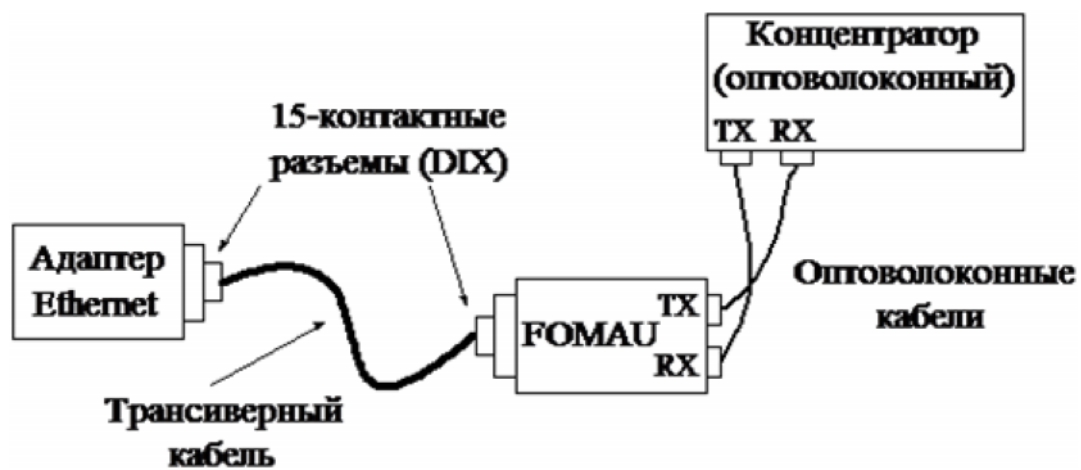 Концентратор
(оптоволоконный)
TX RX
15-контактные
разъемы (DIX)
Адаптер
Ethernet
TX
FOMAU
RX
Оптоволоконные
кабели
Трансиверный
кабель